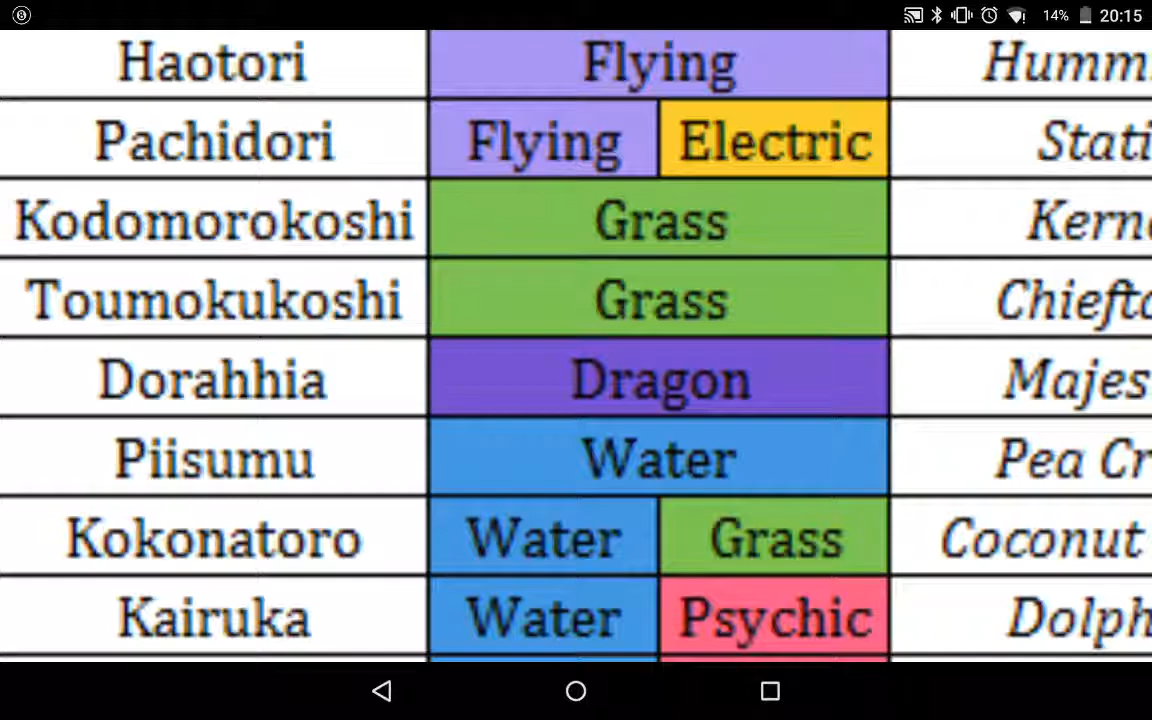 14% 20:15
Haotori Flying
Pachidori Flying Electric
Kodomorokoshi Grass
Toumokukoshi Grass
Dorahhia Dragon
Piisumu Water Pea
Kokonatoro Water Grass Coconut
Kairuka Water Psychic